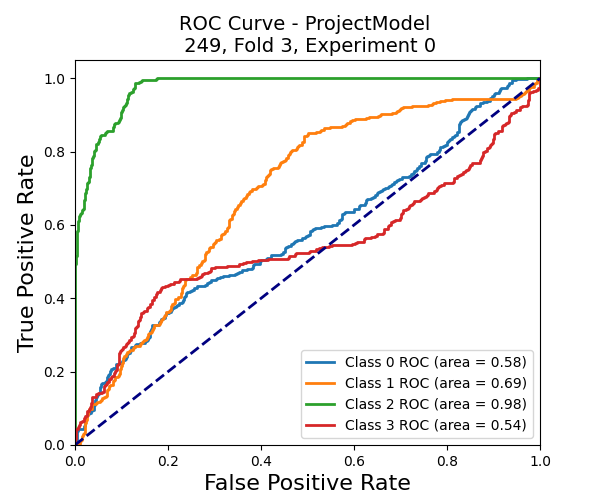 ROC Curve - ProjectModel
249, Fold 3, Experiment 0
True Positive Rate
1.0
0.8
0.6
0.4
0.2
0.0
Class 0 ROC (area = 0.58)
Class 1 ROC (area = 0.69)
Class 2 ROC (area = 0.98)
Class 3 ROC (area = 0.54)
0.0 0.2 0.4 0.6 0.8 1.0
False Positive Rate